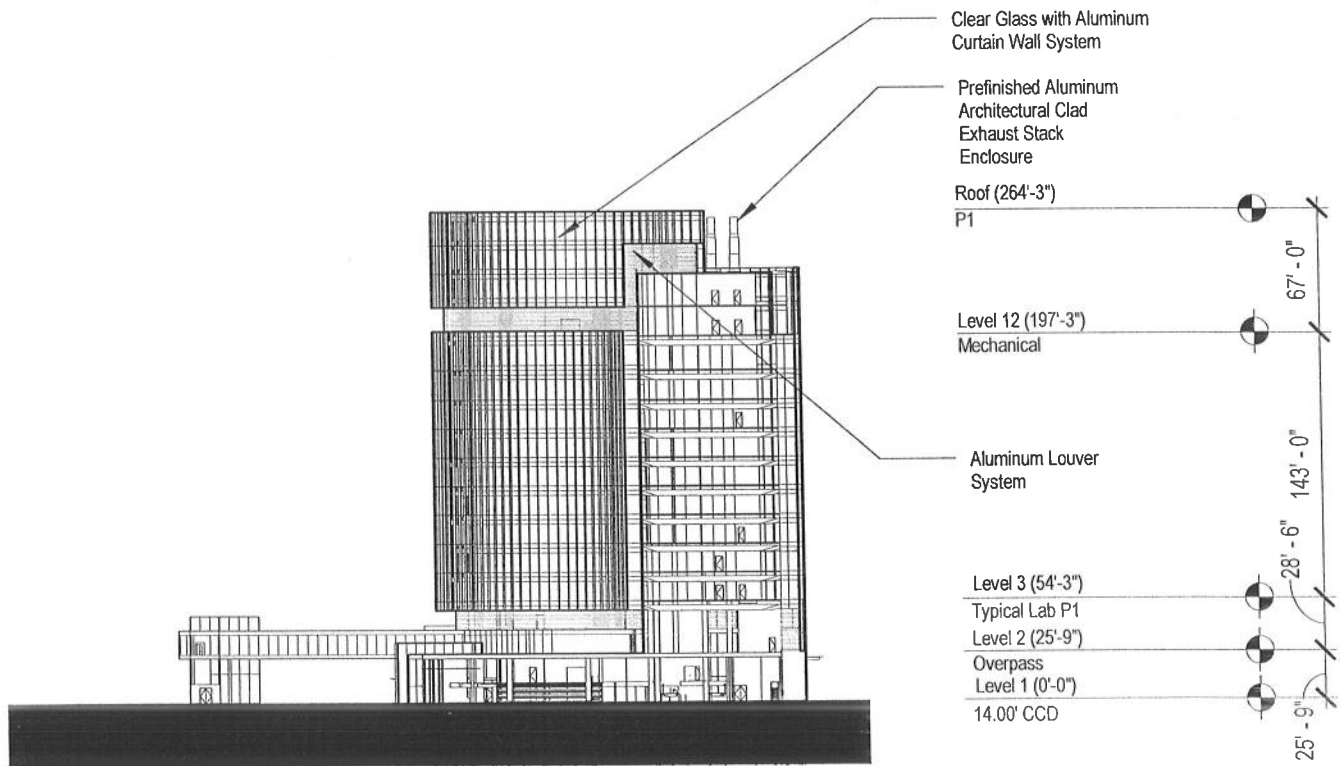 Clear Glass with Aluminum
Curtain Wall System
Prefinished Aluminum
Architectural Clad
Exhaust Stack
Enclosure
Roof (264'-3")
P1
67' - 0"
Level 12 (197'-3")
Mechanical
Aluminum Louver
System
143' - 0"
28' - 6"
Level 3 (54'-3")
Typical Lab P1
Level 2 (25'-9")
Overpass
Level 1 (0'-0")
14.00' CCD
25' - 9"